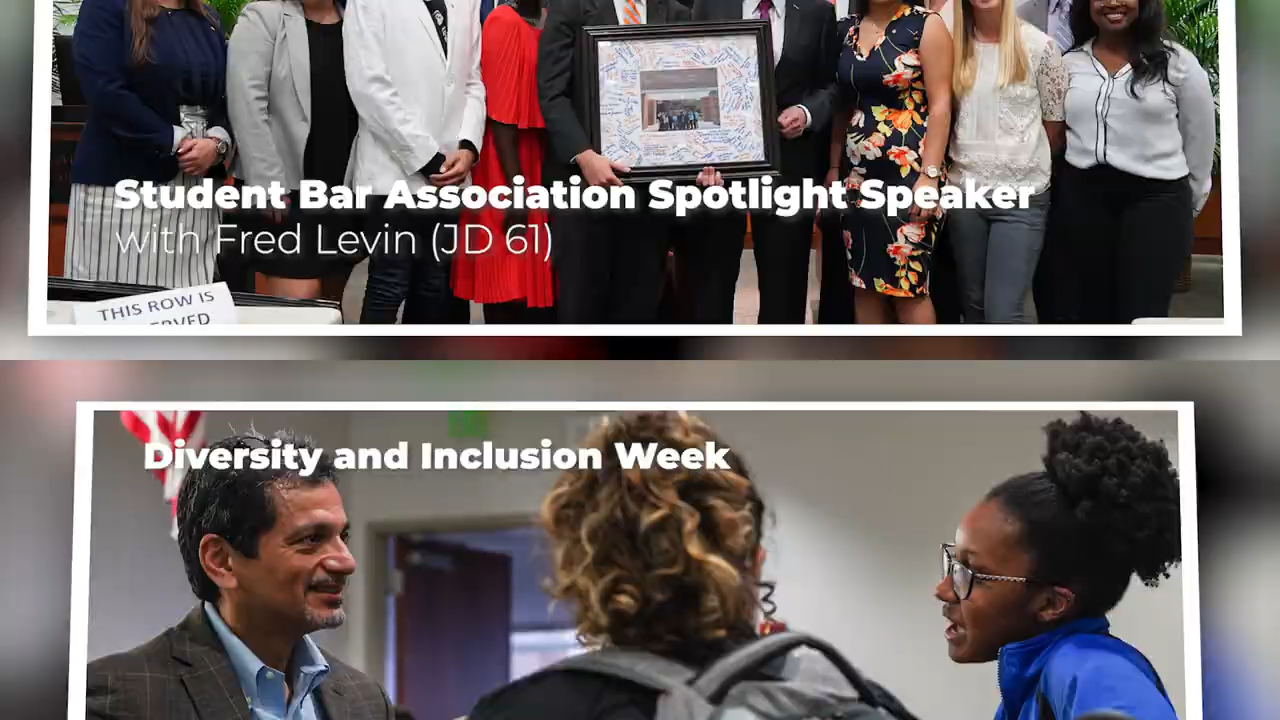 Student Bar Association Spotlight Speaker
with Fred Levin (JD 61)
THIS ROW IS
Diversity and Inclusion Week